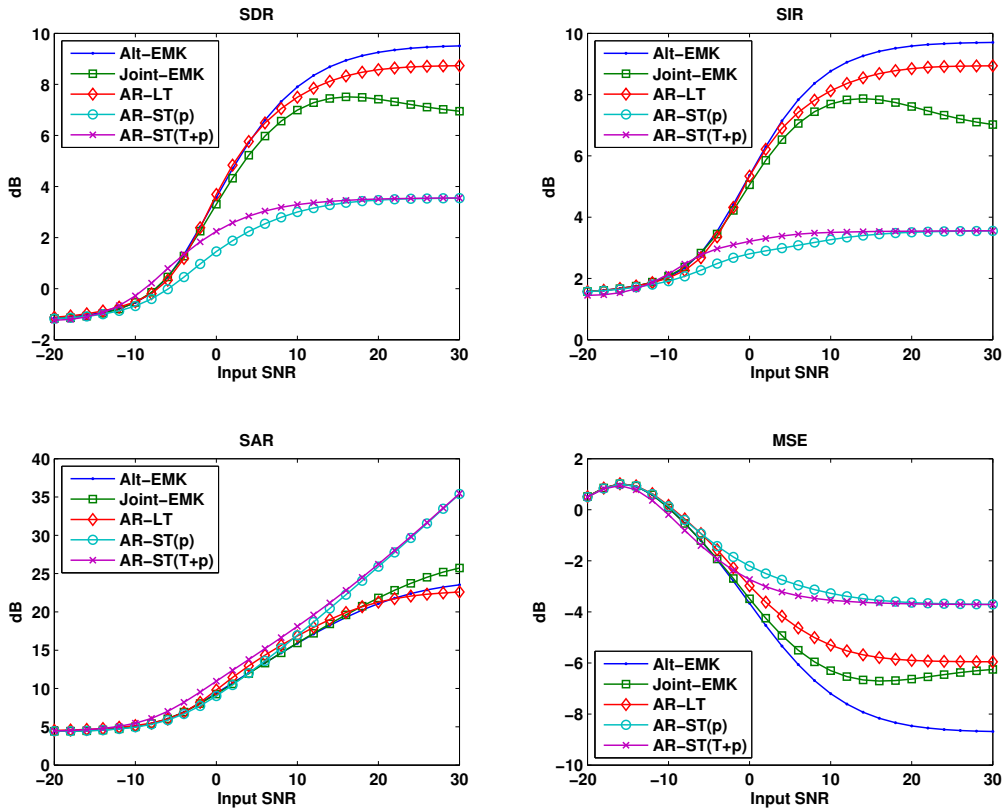 SDR
10
8
6
4
2
0
−2
dB
Alt−EMK
Joint−EMK
AR−LT
AR−ST(p)
AR−ST(T+p)
−20
−10
0
10
20
30
Input SNR
SIR
10
8
6
4
2
0
dB
Alt−EMK
Joint−EMK
AR−LT
AR−ST(p)
AR−ST(T+p)
−20
−10
0
10
20
30
Input SNR
SAR
40
35
30
25
20
15
10
5
0
dB
Alt−EMK
Joint−EMK
AR−LT
AR−ST(p)
AR−ST(T+p)
−20
−10
0
10
20
30
Input SNR
MSE
2
0
−2
−4
−6
−8
−10
dB
Alt−EMK
Joint−EMK
AR−LT
AR−ST(p)
AR−ST(T+p)
−20
−10
0
10
20
30
Input SNR